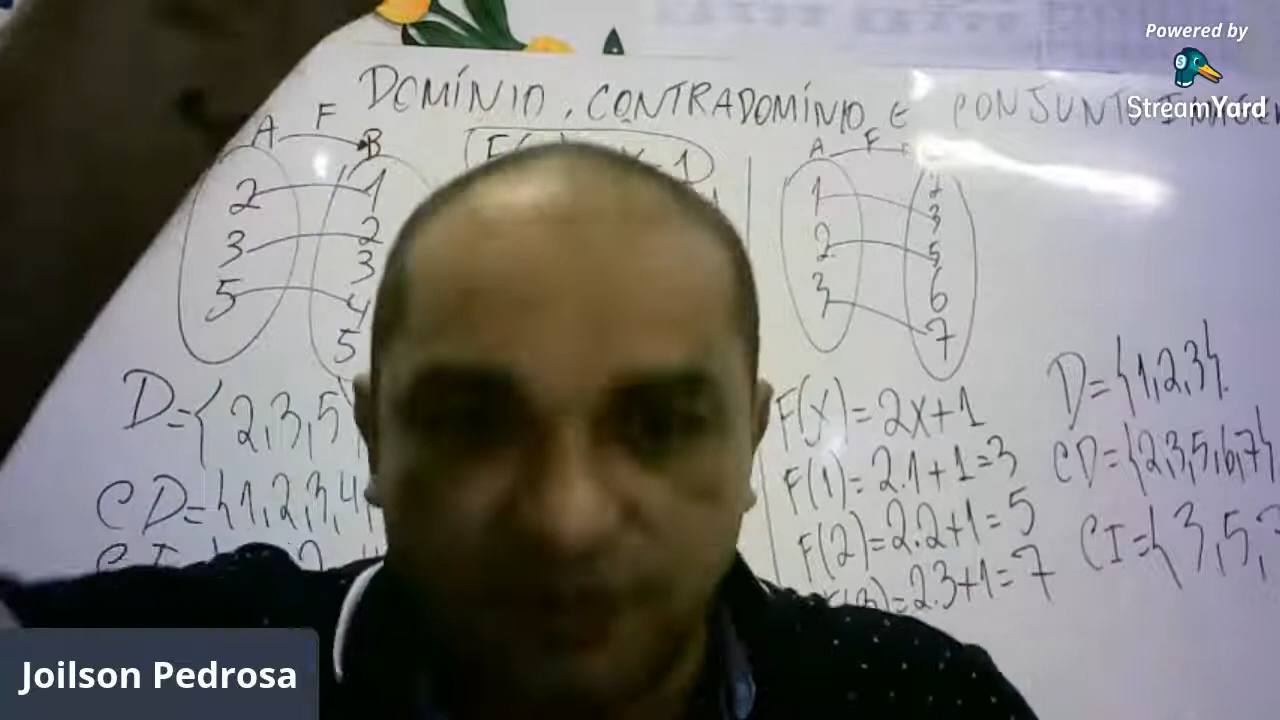 Powered by
StreamYard
DOMÍNIO, CONTRADOMÍNIO E CONJUNTO
A F B
2 1
3 2
5 3
4
5
D={2,3,5
CD={1,2,3,4
A F
1 2
2 3
3 5
6
7
F(X)=2X+1
F(1)=2.1+1=3
F(2)=2.2+1=5
=2.3+1=7
D={1,2,3}.
CD={2,3,5,6,7}
CI={3,5,
Joilson Pedrosa